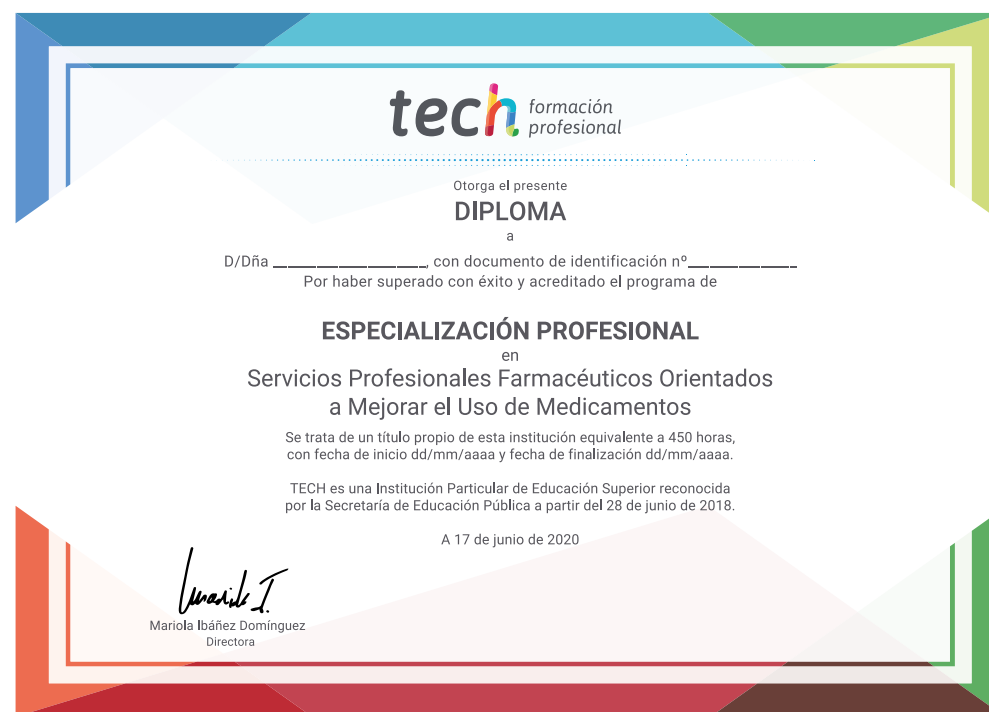 tech formación
profesional
Otorga el presente
DIPLOMA
a
D/Dña ____________________, con documento de identificación nº______________
Por haber superado con éxito y acreditado el programa de
ESPECIALIZACIÓN PROFESIONAL
en
Servicios Profesionales Farmacéuticos Orientados
a Mejorar el Uso de Medicamentos
Se trata de un título propio de esta institución equivalente a 450 horas,
con fecha de inicio dd/mm/aaaa y fecha de finalización dd/mm/aaaa.
TECH es una Institución Particular de Educación Superior reconocida
por la Secretaría de Educación Pública a partir del 28 de junio de 2018.
A 17 de junio de 2020
Mariola Ibáñez Domínguez
Directora